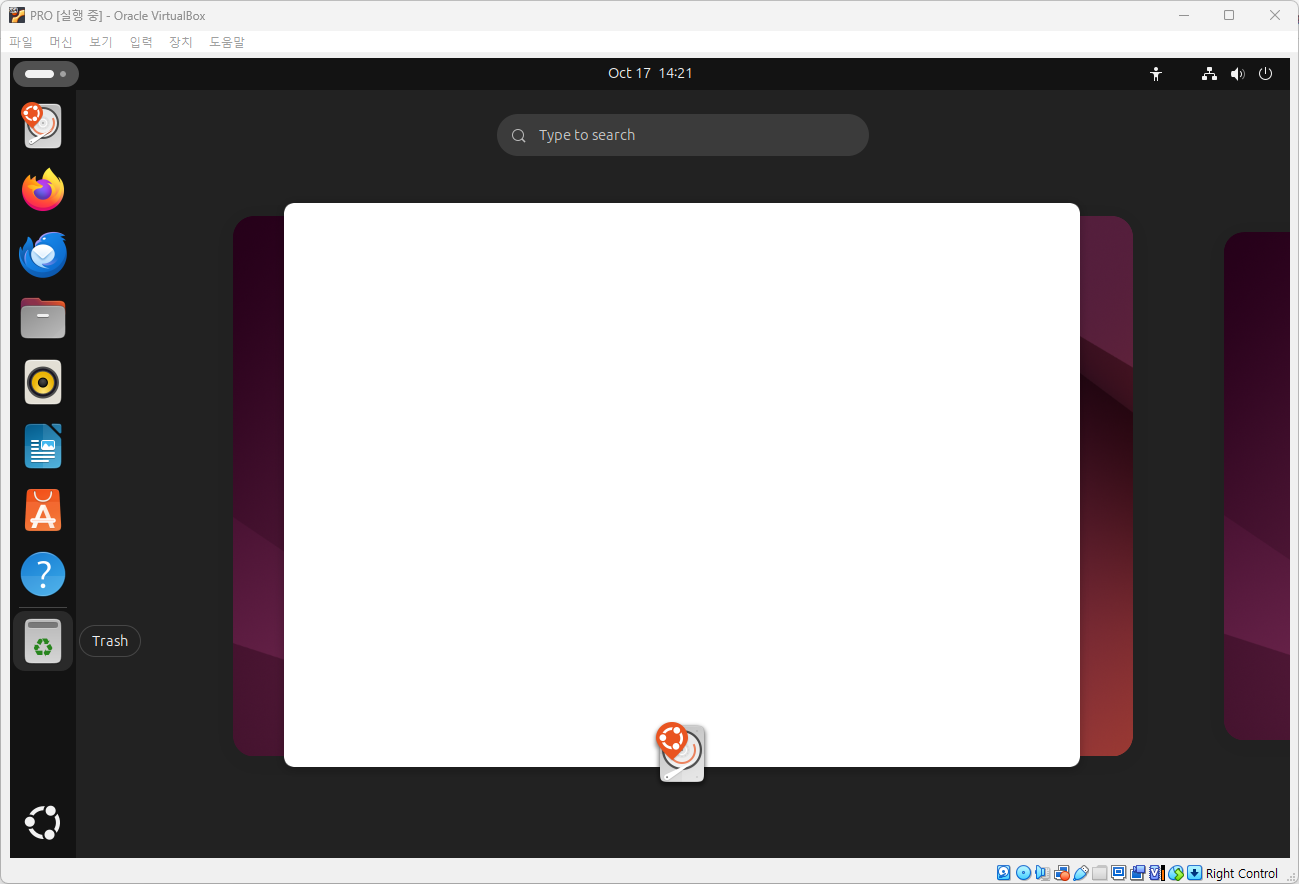 PRO [실행 중] - Oracle VirtualBox
파일 머신 보기 입력 장치 도움말
Oct 17 14:21
Type to search
Trash
Right Control